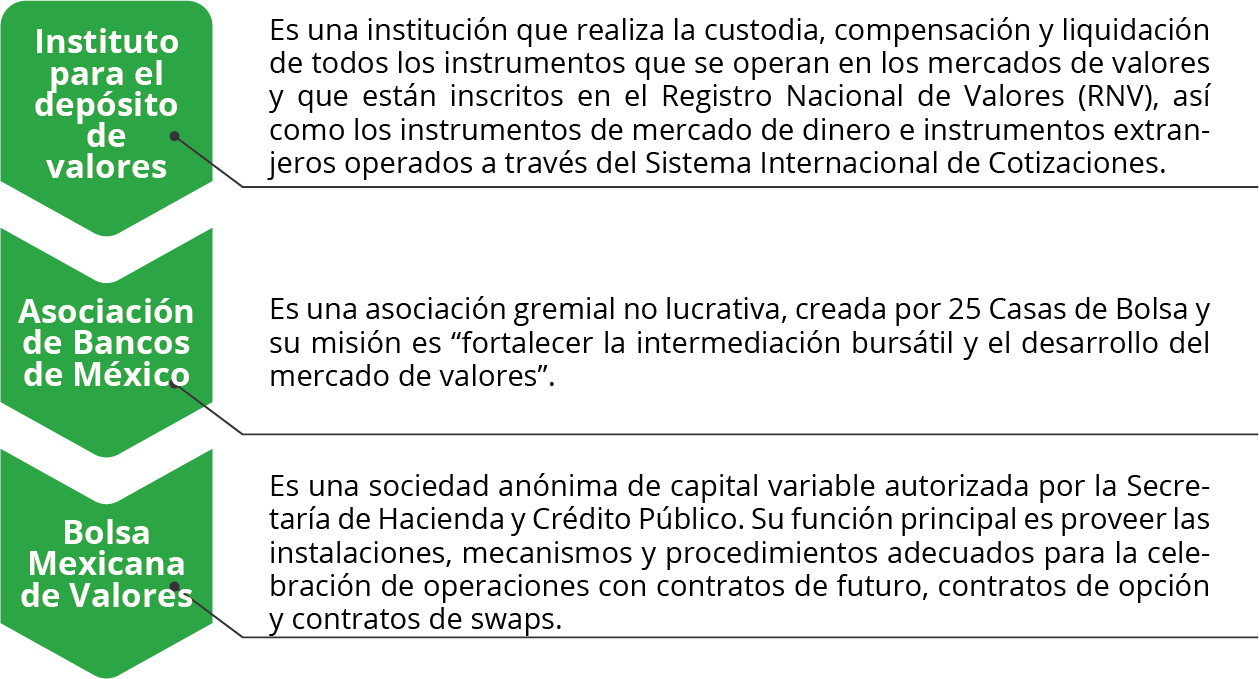 Instituto
para el
depósito
de
valores
Es una institución que realiza la custodia, compensación y liquidación
de todos los instrumentos que se operan en los mercados de valores
y que están inscritos en el Registro Nacional de Valores (RNV), así
como los instrumentos de mercado de dinero e instrumentos extran-
jeros operados a través del Sistema Internacional de Cotizaciones.
Asociación
de Bancos
de México
Es una asociación gremial no lucrativa, creada por 25 Casas de Bolsa y
su misión es “fortalecer la intermediación bursátil y el desarrollo del
mercado de valores”.
Bolsa
Mexicana
de Valores
Es una sociedad anónima de capital variable autorizada por la Secre-
taría de Hacienda y Crédito Público. Su función principal es proveer las
instalaciones, mecanismos y procedimientos adecuados para la cele-
bración de operaciones con contratos de futuro, contratos de opción
y contratos de swaps.